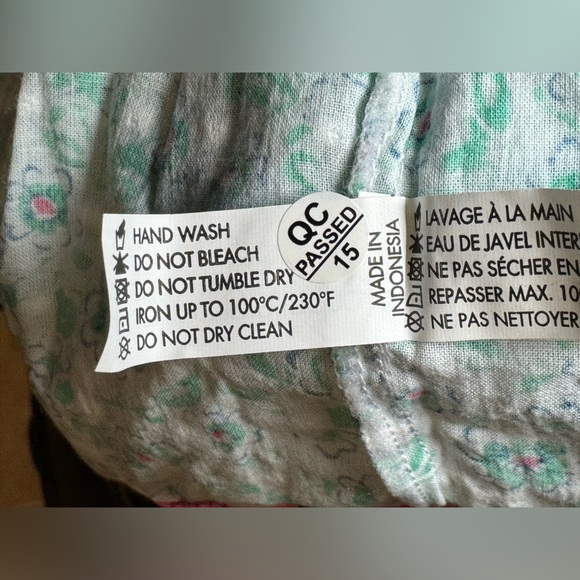 HAND WASH
DO NOT BLEACH
DO NOT TUMBLE DRY
IRON UP TO 100°C/230°F
DO NOT DRY CLEAN
QC
PASSED
15
MADE IN
INDONESIA
LAVAGE À LA MAIN
EAU DE JAVEL
NE PAS SÉCHER EN
REPASSER MAX.
NE PAS NETTOYER